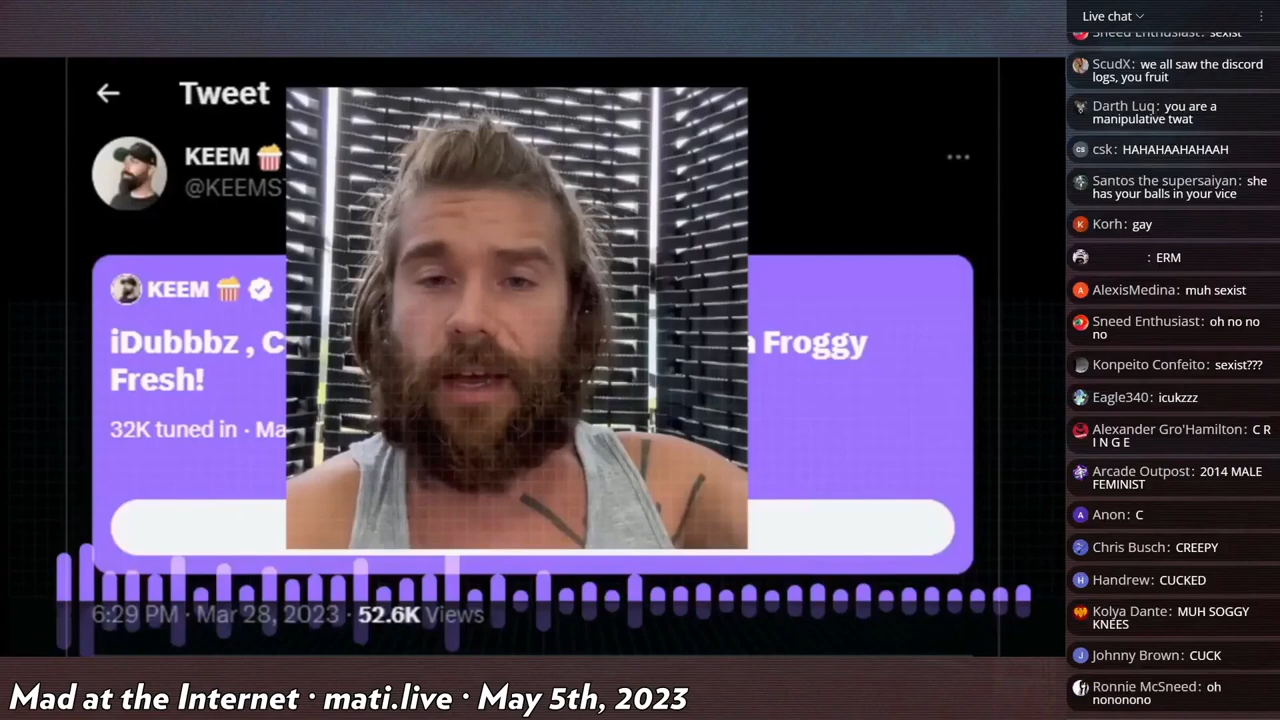 Tweet
KEEM
@KEEMS
KEEM
iDubbbz , C
a Froggy
Fresh!
32K tuned in · Ma
6:29 PM · Mar 28, 2023 · 52.6K Views
Mad at the Internet · mati.live · May 5th, 2023
Live chat
Sneed Enthusiast: sexist
ScudX: we all saw the discord
logs, you fruit
Darth Luq: you are a
manipulative twat
CS
csk: HAHAHAAHAHAAH
Santos the supersaiyan: she
has your balls in your vice
K
Korh: gay
: ERM
A
AlexisMedina: muh sexist
Sneed Enthusiast: oh no no
no
Konpeito Confeito: sexist???
Eagle340: icukzzz
Alexander Gro'Hamilton: C R
I N G E
Arcade Outpost: 2014 MALE
FEMINIST
A
Anon: C
Chris Busch: CREEPY
H
Handrew: CUCKED
Kolya Dante: MUH SOGGY
KNEES
J
Johnny Brown: CUCK
Ronnie McSneed: oh
nononono